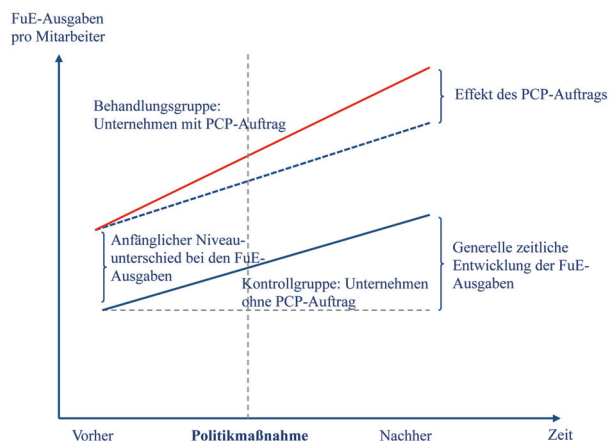 FuE-Ausgaben
pro Mitarbeiter
Behandlungsgruppe:
Unternehmen mit PCP-Auftrag
Effekt des PCP-Auftrags
Anfänglicher Niveau-
unterschied bei den FuE-
Ausgaben
Generelle zeitliche
Entwicklung der FuE-
Ausgaben
Kontrollgruppe: Unternehmen
ohne PCP-Auftrag
Vorher
Politikmaßnahme
Nachher
Zeit